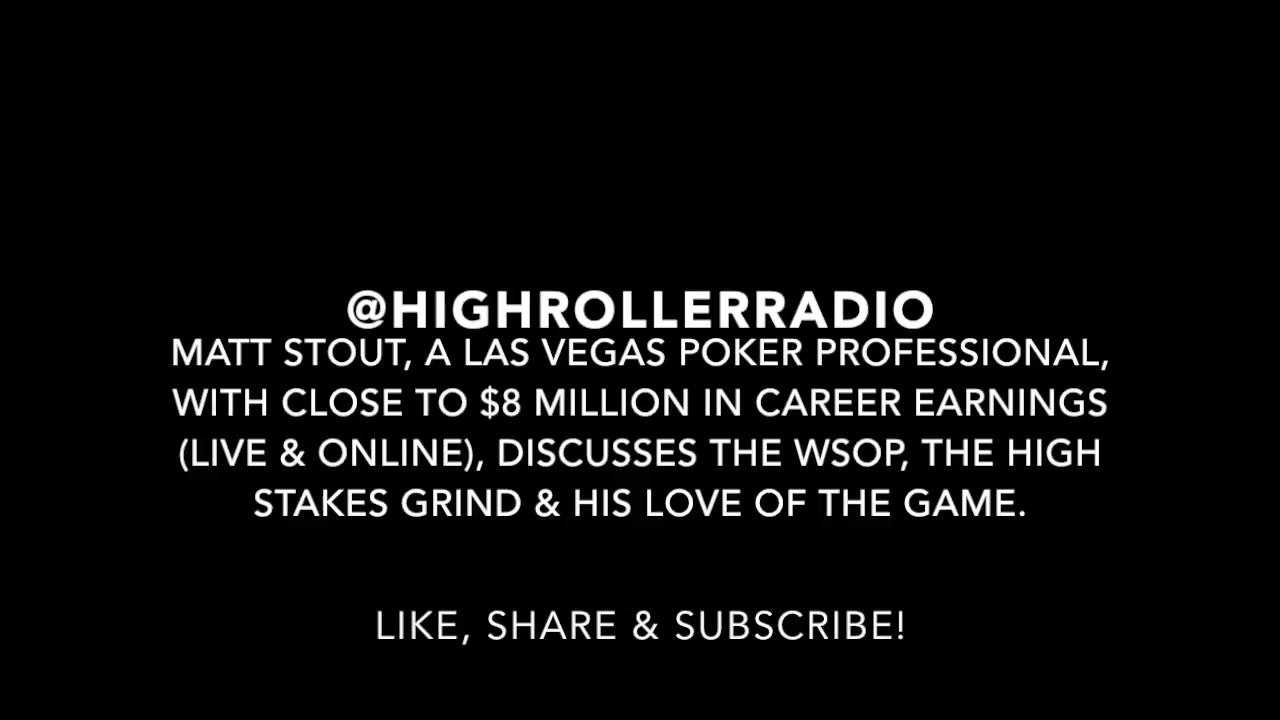 @HIGHROLLERRADIO
MATT STOUT, A LAS VEGAS POKER PROFESSIONAL,
WITH CLOSE TO $8 MILLION IN CAREER EARNINGS
(LIVE & ONLINE), DISCUSSES THE WSOP, THE HIGH
STAKES GRIND & HIS LOVE OF THE GAME.
LIKE, SHARE & SUBSCRIBE!